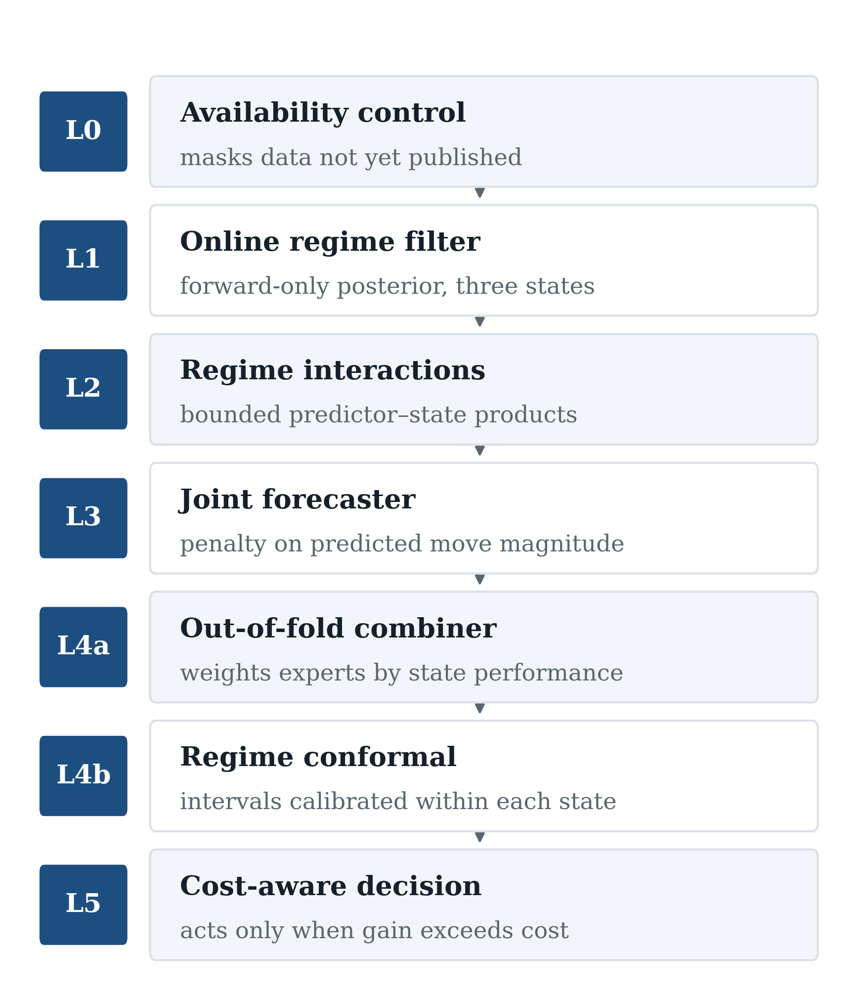 L0
Availability control
masks data not yet published
L1
Online regime filter
forward-only posterior, three states
L2
Regime interactions
bounded predictor–state products
L3
Joint forecaster
penalty on predicted move magnitude
L4a
Out-of-fold combiner
weights experts by state performance
L4b
Regime conformal
intervals calibrated within each state
L5
Cost-aware decision
acts only when gain exceeds cost